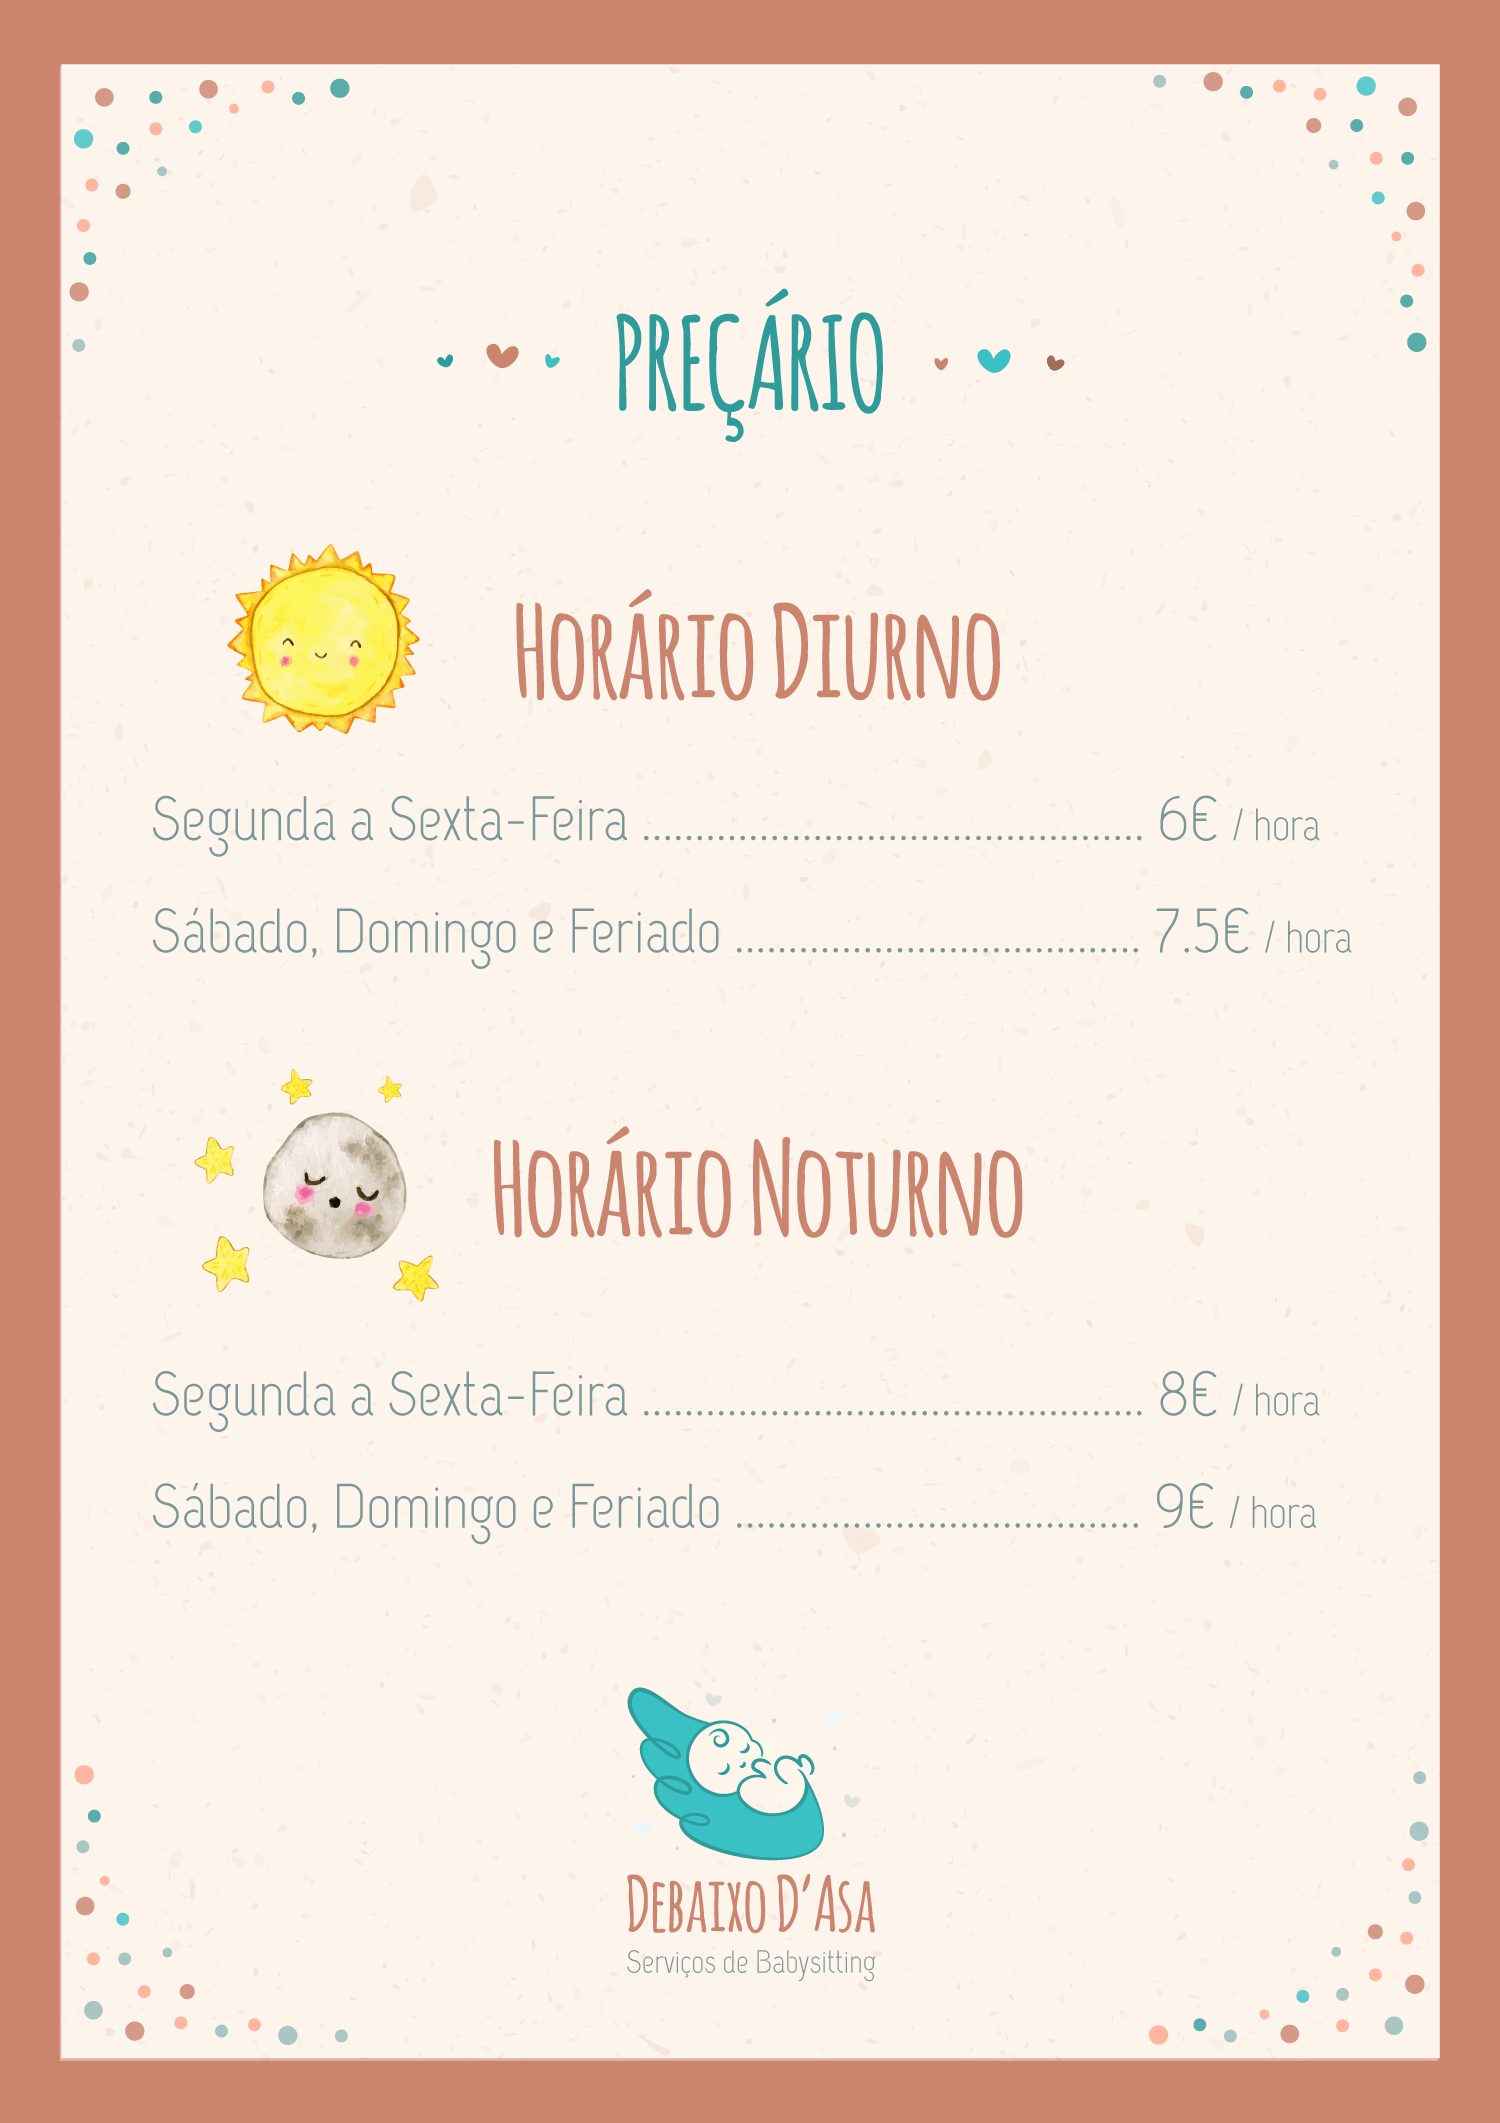 PREÇÁRIO
HORÁRIO DIURNO
Segunda a Sexta-Feira ........................................................ 6€ / hora
Sábado, Domingo e Feriado ............................................. 7.5€ / hora
HORÁRIO NOTURNO
Segunda a Sexta-Feira ........................................................ 8€ / hora
Sábado, Domingo e Feriado ............................................. 9€ / hora
DEBAIXO D'ASA
Serviços de Babysitting